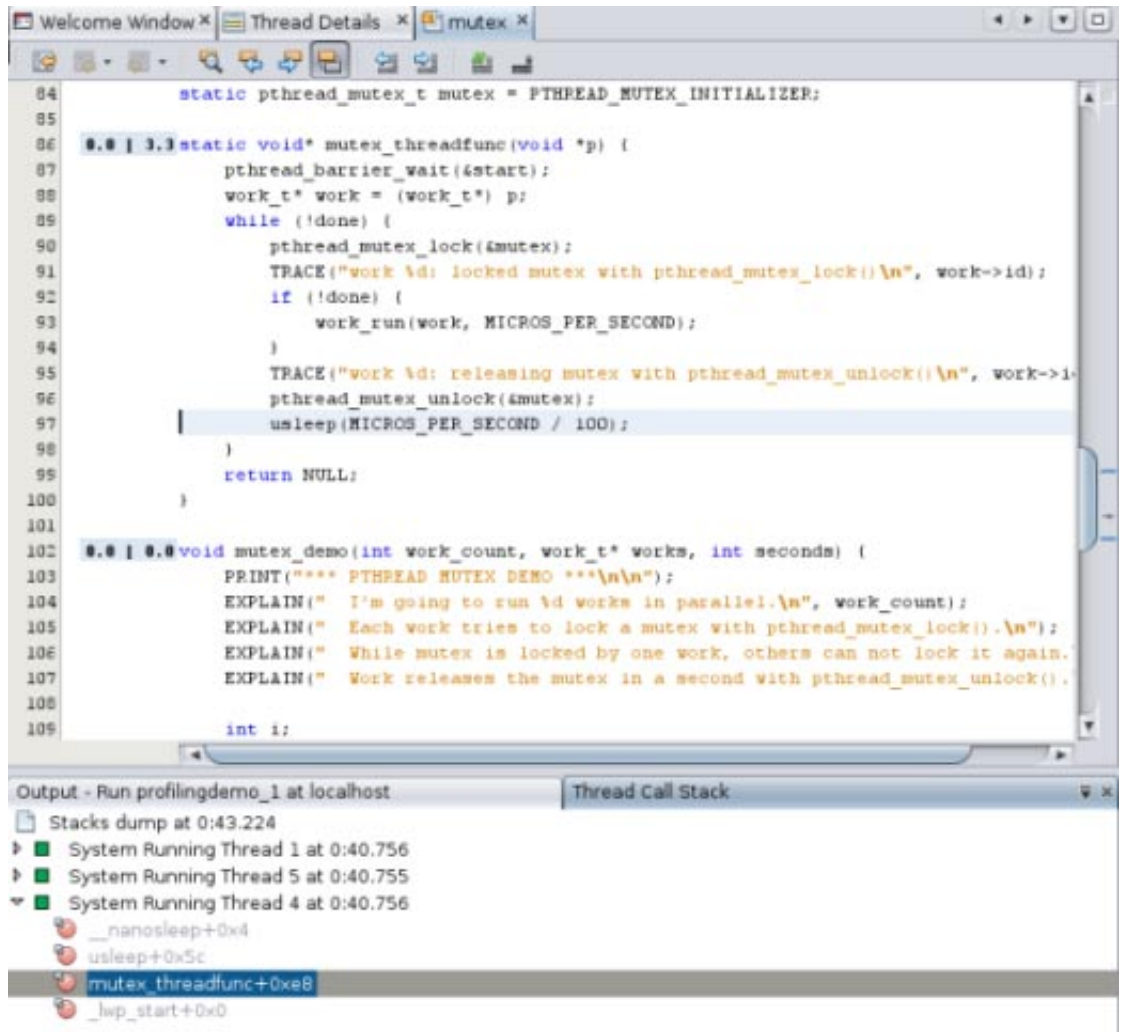 Welcome Window Thread Details mutex
84 static pthread_mutex_t mutex = PTHREAD_MUTEX_INITIALIZER;
85
86 0.0 | 3.3 static void* mutex_threadfunc(void *p) {
87 pthread_barrier_wait(&start);
88 work_t* work = (work_t*) p;
89 while (!done) {
90 pthread_mutex_lock(&mutex);
91 TRACE("work %d: locked mutex with pthread_mutex_lock()\n", work->id);
92 if (!done) {
93 work_run(work, MICROS_PER_SECOND);
94 }
95 TRACE("work %d: releasing mutex with pthread_mutex_unlock()\n", work->i
96 pthread_mutex_unlock(&mutex);
97 usleep(MICROS_PER_SECOND / 100);
98 }
99 return NULL;
100 }
101
102 0.0 | 0.0 void mutex_demo(int work_count, work_t* works, int seconds) {
103 PRINT("*** PTHREAD MUTEX DEMO ***\n\n");
104 EXPLAIN(" I'm going to run %d works in parallel.\n", work_count);
105 EXPLAIN(" Each work tries to lock a mutex with pthread_mutex_lock().\n");
106 EXPLAIN(" While mutex is locked by one work, others can not lock it again.
107 EXPLAIN(" Work releases the mutex in a second with pthread_mutex_unlock().
108
109 int i;
Output - Run profilingdemo_1 at localhost Thread Call Stack
Stacks dump at 0:43.224
System Running Thread 1 at 0:40.756
System Running Thread 5 at 0:40.755
System Running Thread 4 at 0:40.756
__nanosleep+0x4
usleep+0x5c
mutex_threadfunc+0xe8
_lwp_start+0x0